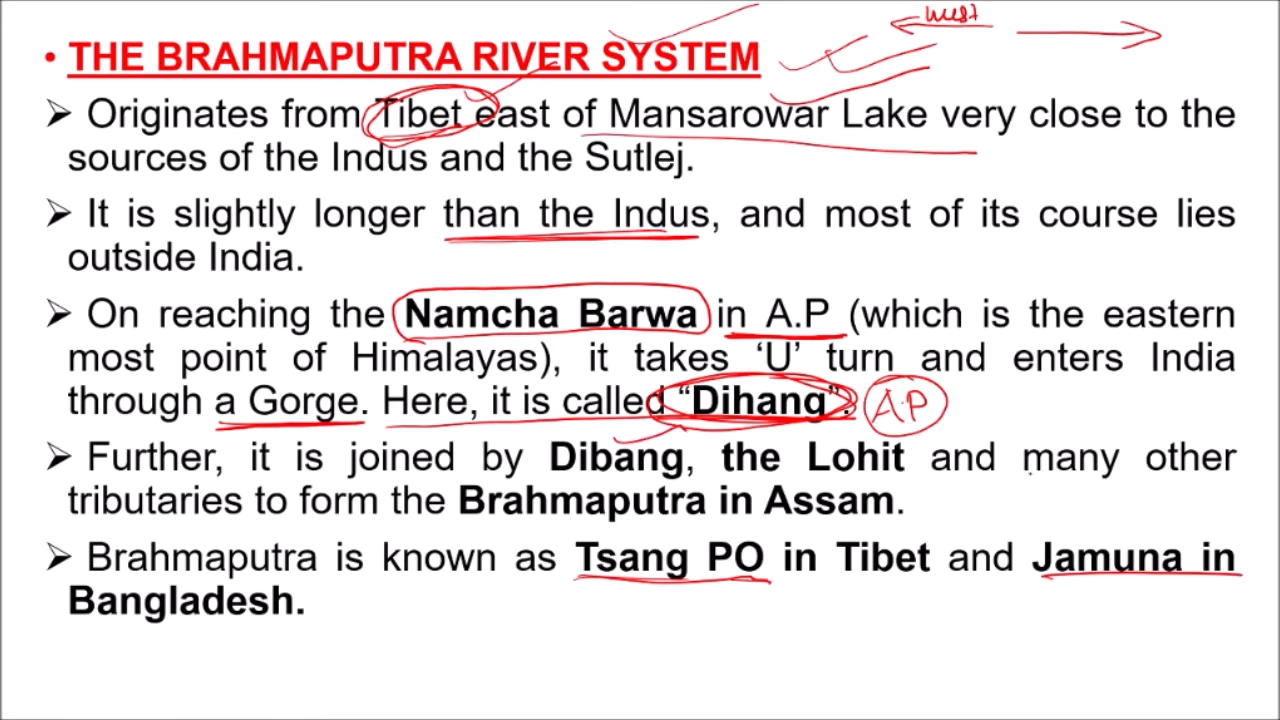 west
• THE BRAHMAPUTRA RIVER SYSTEM
➢ Originates from Tibet east of Mansarowar Lake very close to the
sources of the Indus and the Sutlej.
➢ It is slightly longer than the Indus, and most of its course lies
outside India.
➢ On reaching the Namcha Barwa in A.P (which is the eastern
most point of Himalayas), it takes ‘U’ turn and enters India
through a Gorge. Here, it is called “Dihang”. A.P
➢ Further, it is joined by Dibang, the Lohit and many other
tributaries to form the Brahmaputra in Assam.
➢ Brahmaputra is known as Tsang PO in Tibet and Jamuna in
Bangladesh.